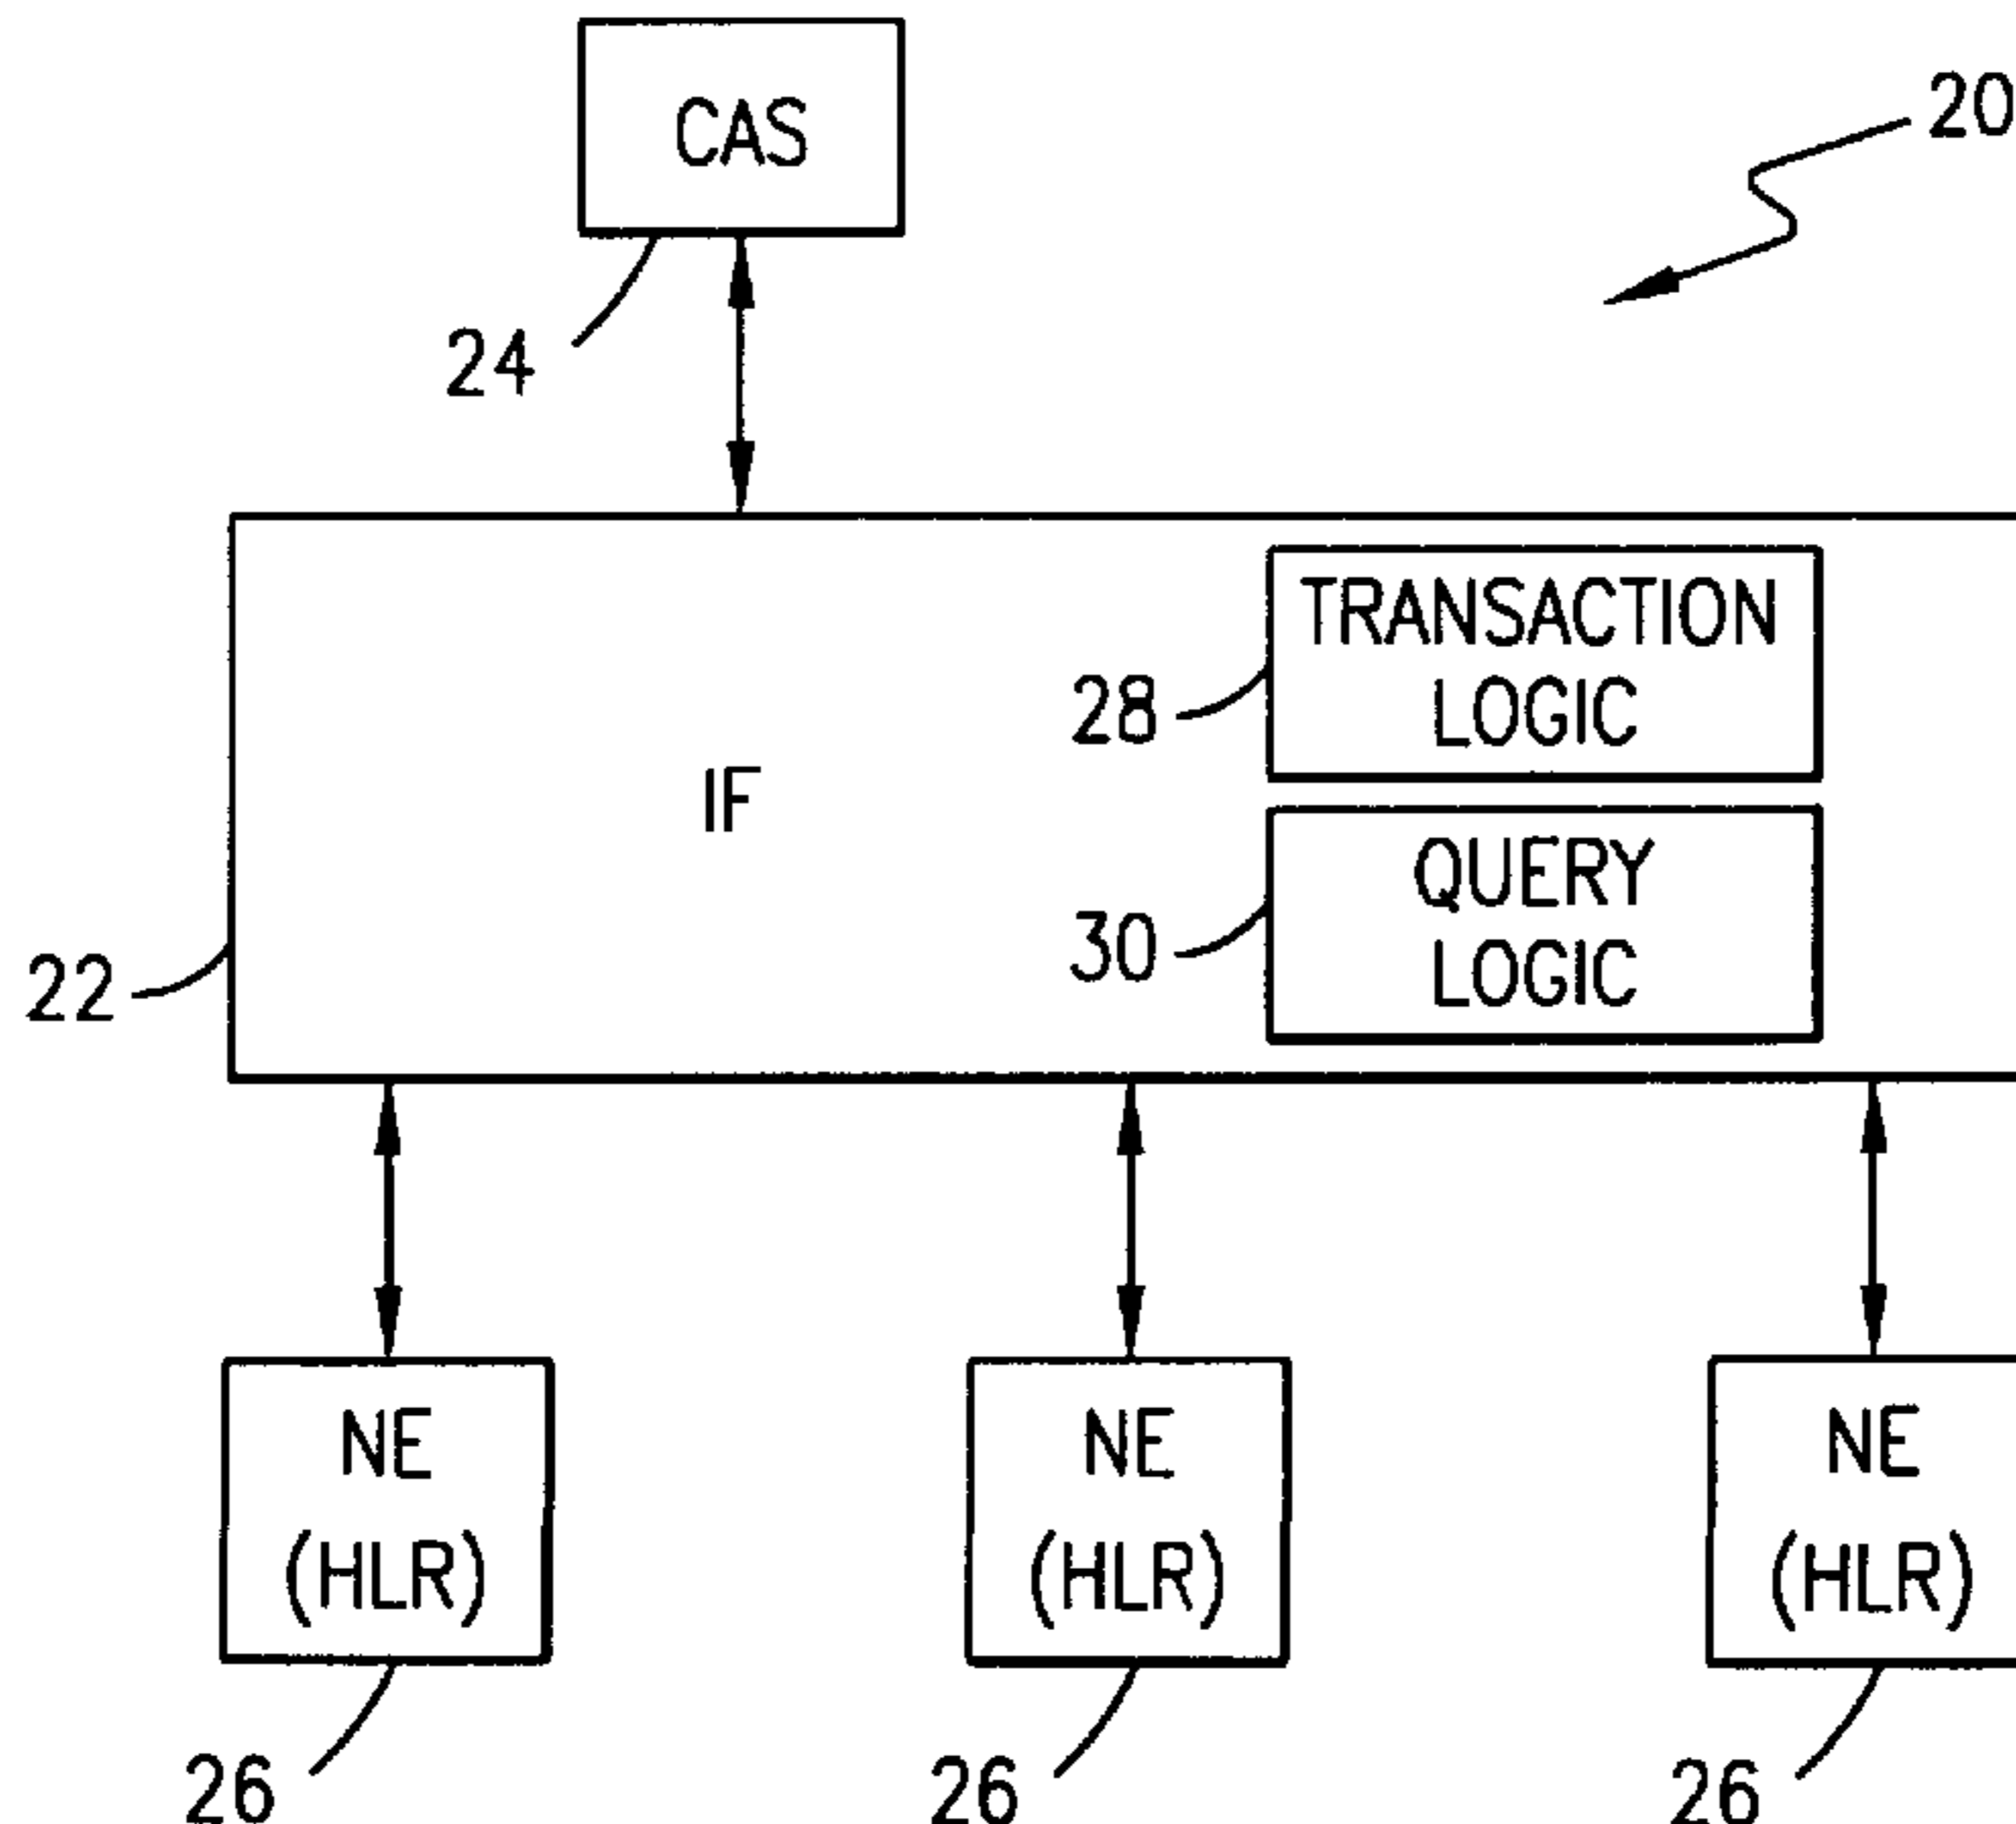 CAS
20
24
TRANSACTION
LOGIC
28
IF
QUERY
LOGIC
30
22
NE
(HLR)
NE
(HLR)
NE
(HLR)
26
26
26